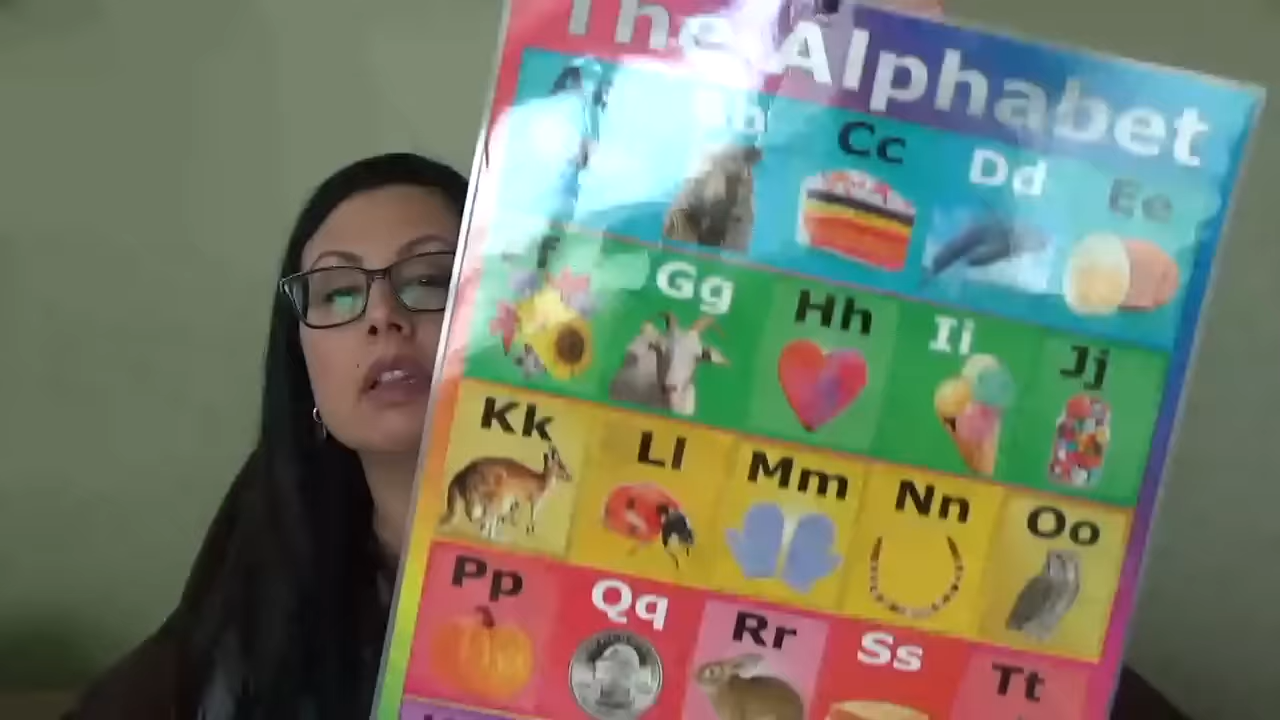 The Alphabet
Cc Dd Ee
Gg Hh Ii Jj
Kk Ll Mm Nn Oo
Pp Qq Rr Ss Tt